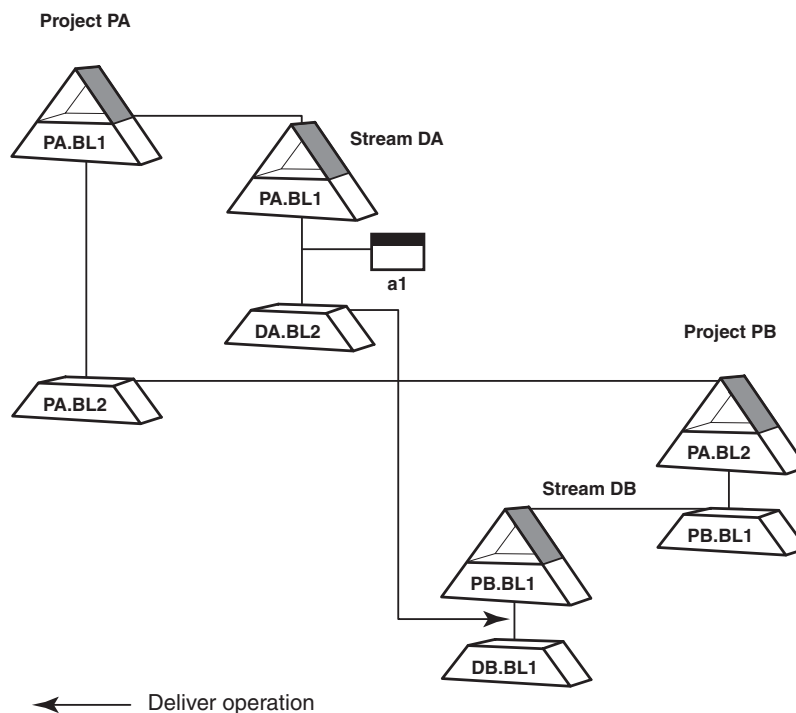 Project PA
PA.BL1
Stream DA
PA.BL1
a1
DA.BL2
Project PB
PA.BL2
PA.BL2
Stream DB
PB.BL1
PB.BL1
DB.BL1
Deliver operation